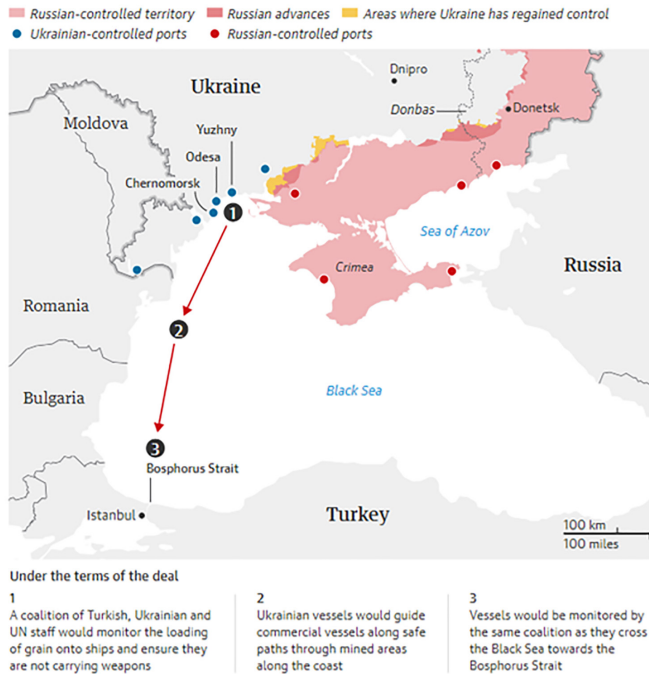 Russian-controlled territory Russian advances Areas where Ukraine has regained control
Ukrainian-controlled ports Russian-controlled ports
Dnipro
Ukraine
Donbas
Donetsk
Moldova
Yuzhny
Odesa
Chernomorsk
1
Sea of Azov
Crimea
Russia
Romania
2
Bulgaria
Black Sea
3
Bosphorus Strait
Istanbul
Turkey
100 km
100 miles
Under the terms of the deal
1
A coalition of Turkish, Ukrainian and
UN staff would monitor the loading
of grain onto ships and ensure they
are not carrying weapons
2
Ukrainian vessels would guide
commercial vessels along safe
paths through mined areas
along the coast
3
Vessels would be monitored by
the same coalition as they cross
the Black Sea towards the
Bosphorus Strait